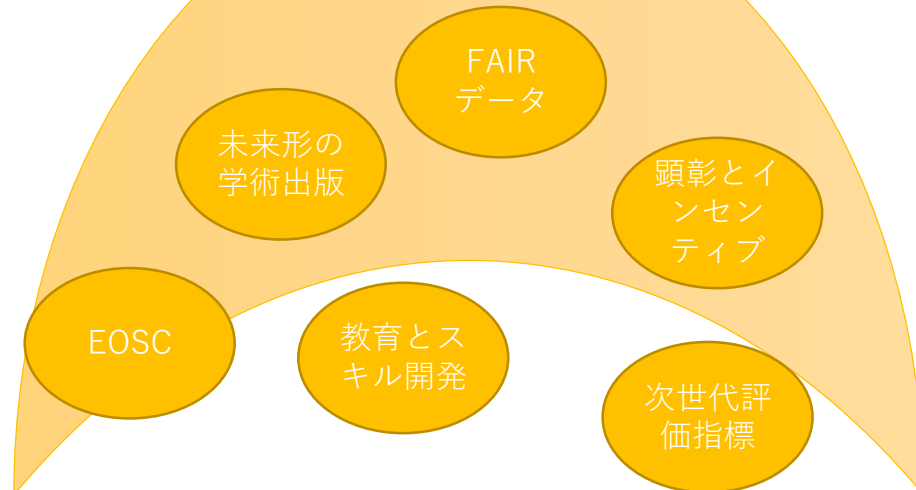 FAIR
データ
未来形の
学術出版
顕彰とイ
ンセン
ティブ
EOSC
教育とス
キル開発
次世代評
価指標